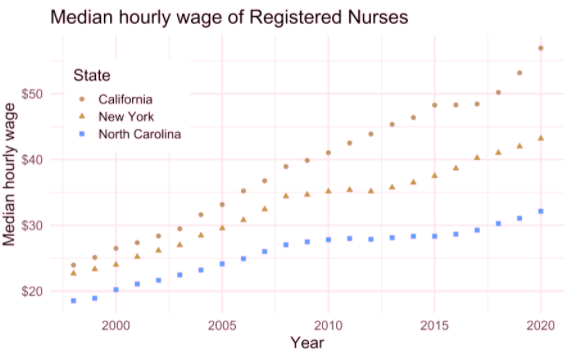 Median hourly wage of Registered Nurses
State
California
New York
North Carolina
Median hourly wage
$50
$40
$30
$20
2000 2005 2010 2015 2020
Year